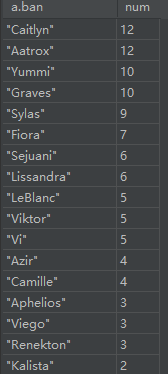 a.ban num
"Caitlyn" 12
"Aatrox" 12
"Yummi" 10
"Graves" 10
"Sylas" 9
"Fiora" 7
"Sejuani" 6
"Lissandra" 6
"LeBlanc" 5
"Viktor" 5
"Vi" 5
"Azir" 4
"Camille" 4
"Aphelios" 3
"Viego" 3
"Renekton" 3
"Kalista" 2